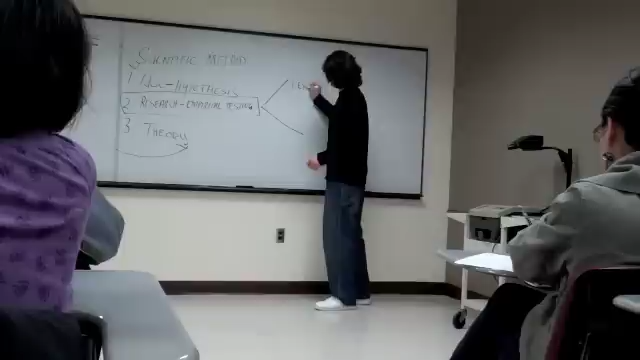 SCIENTIFIC METHOD
1 IDEA-HYPOTHESIS
2 RESEARCH-EMPIRICAL TESTING
3 THEORY